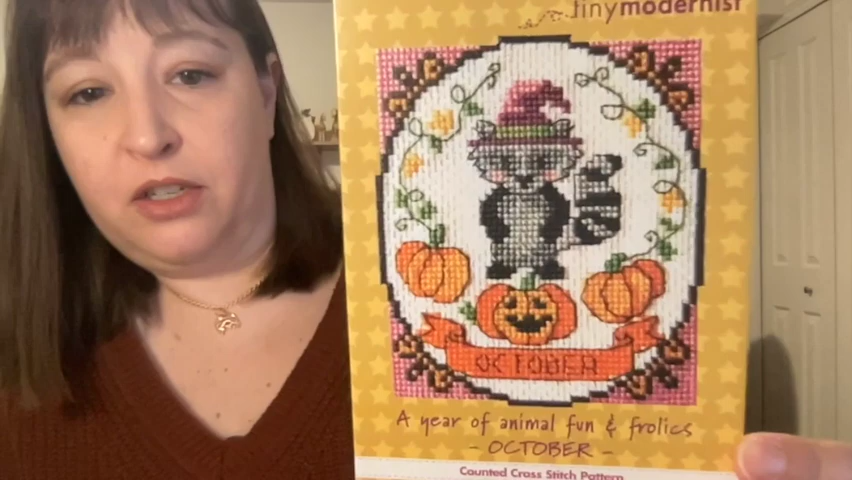 tinymodernist
OCTOBER
A year of animal fun & frolics
- OCTOBER -
Counted Cross Stitch Pattern